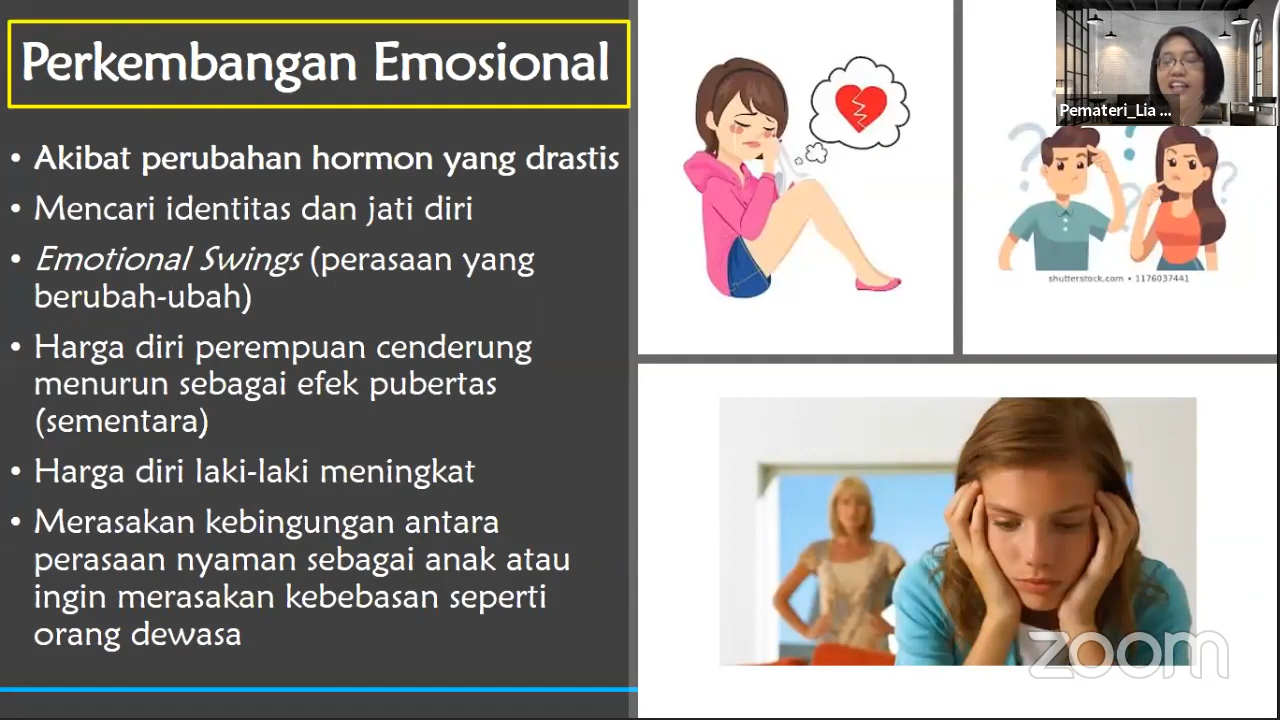 Perkembangan Emosional
• Akibat perubahan hormon yang drastis
• Mencari identitas dan jati diri
• Emotional Swings (perasaan yang
berubah-ubah)
• Harga diri perempuan cenderung
menurun sebagai efek pubertas
(sementara)
• Harga diri laki-laki meningkat
• Merasakan kebingungan antara
perasaan nyaman sebagai anak atau
ingin merasakan kebebasan seperti
orang dewasa
Pemateri_Lia ...
shutterstock.com • 1176037441
zoom